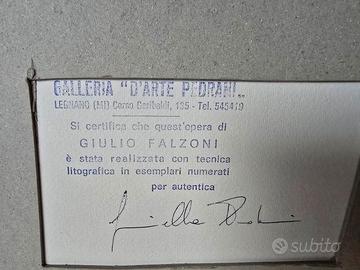 GALLERIA "D'ARTE PEDRANI"
LEGNANO (MI) Corso Garibaldi, 135 - Tel. 545419
Si certifica che quest'opera di
GIULIO FALZONI
è stata realizzata con tecnica
litografica in esemplari numerati
per autentica
subito